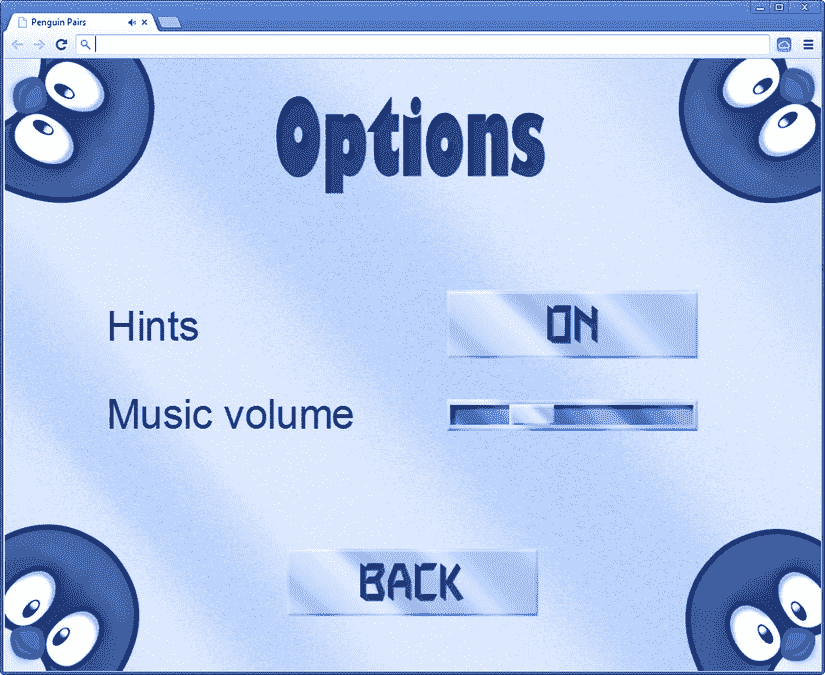 Penguin Pairs
Options
Hints
ON
Music volume
BACK